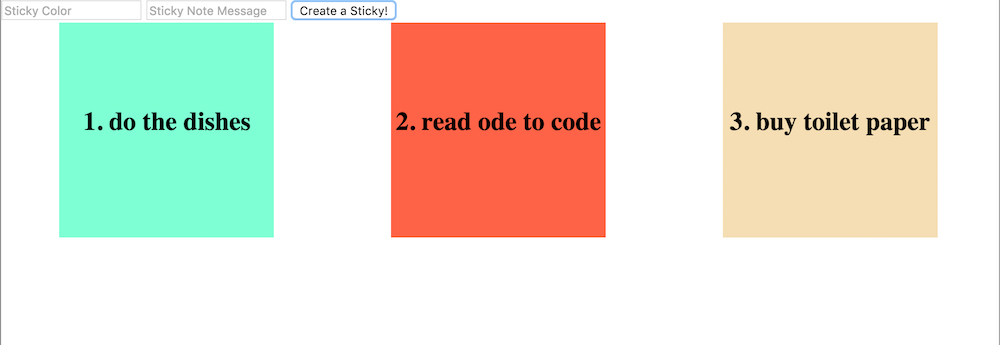 Sticky Color Sticky Note Message Create a Sticky!
1. do the dishes 2. read ode to code 3. buy toilet paper